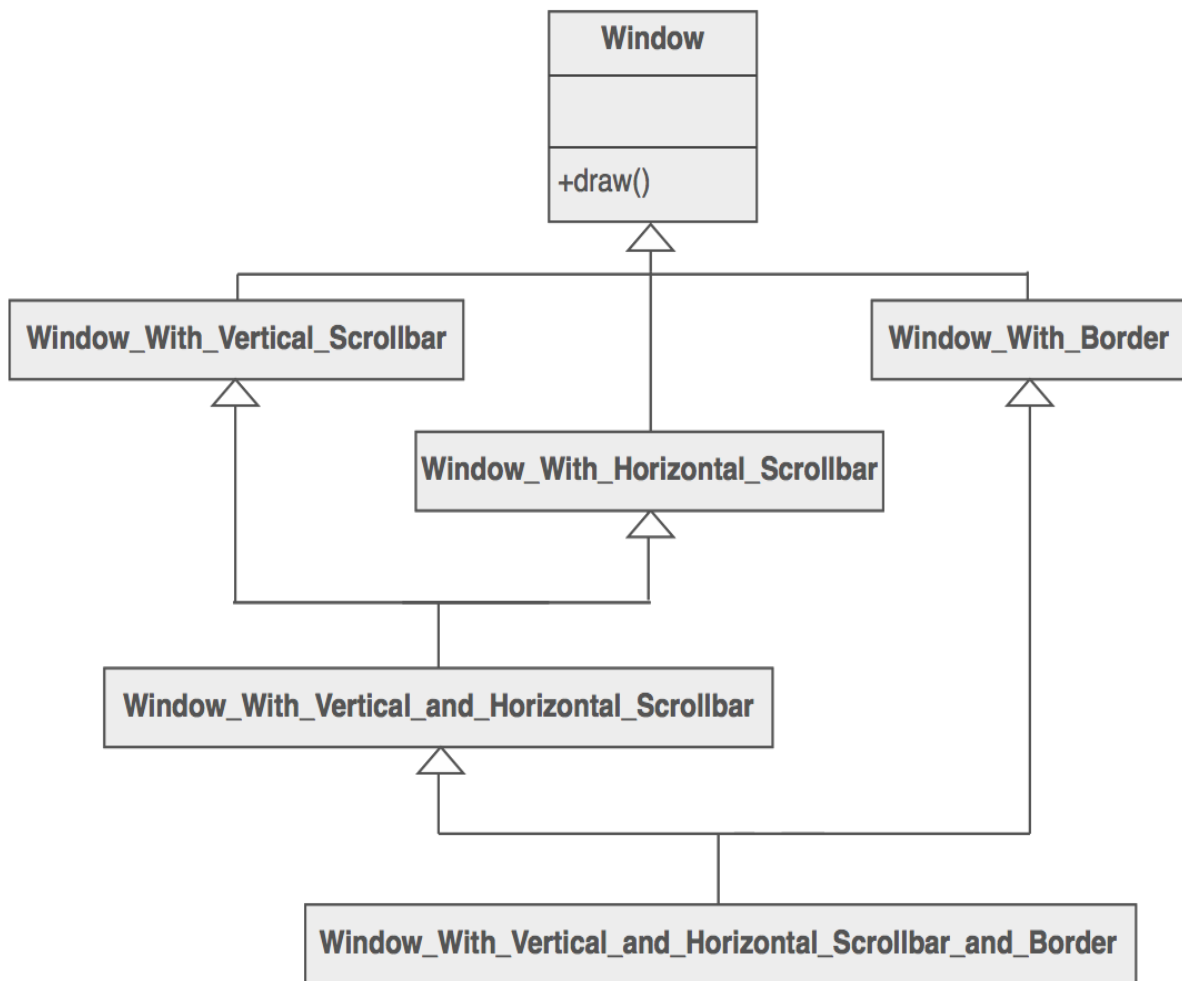 Window
+draw()
Window_With_Vertical_Scrollbar
Window_With_Border
Window_With_Horizontal_Scrollbar
Window_With_Vertical_and_Horizontal_Scrollbar
Window_With_Vertical_and_Horizontal_Scrollbar_and_Border